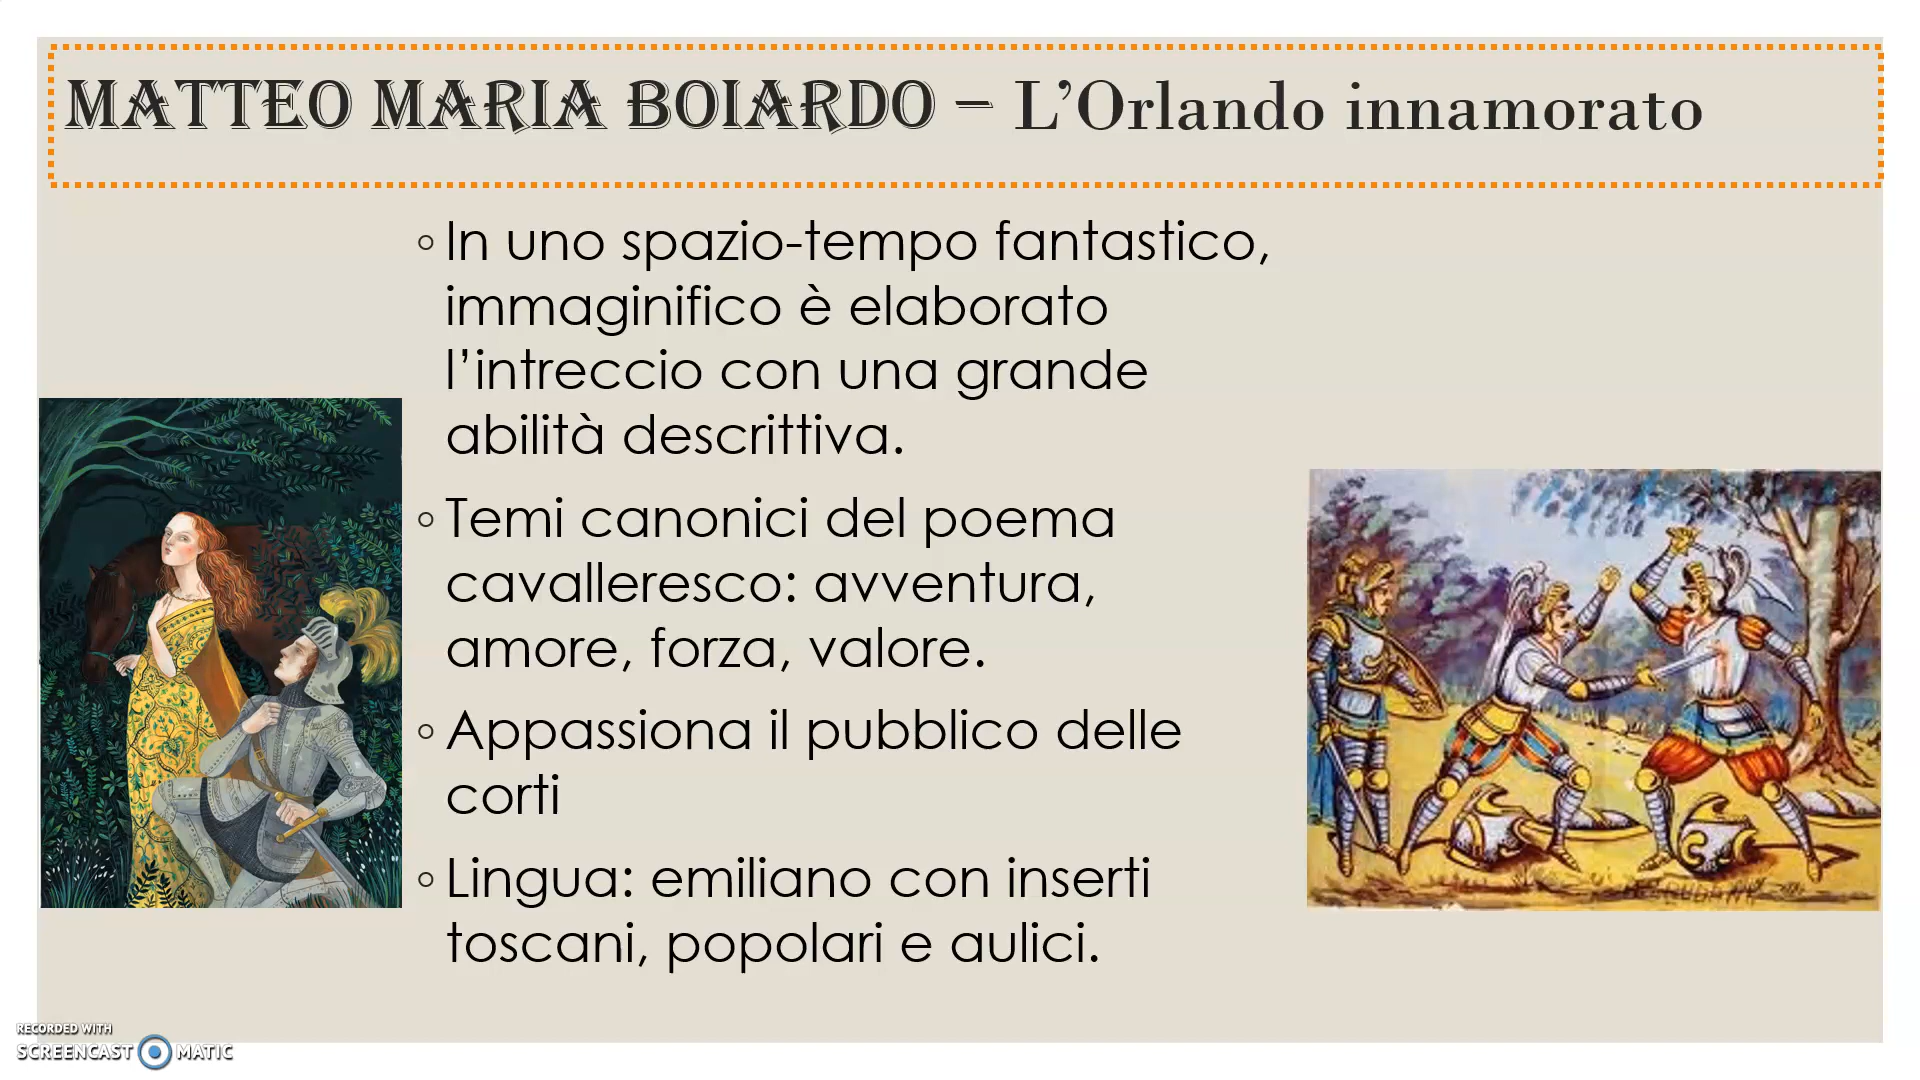 MATTEO MARIA BOIARDO – L’Orlando innamorato
◦ In uno spazio-tempo fantastico,
immaginifico è elaborato
l’intreccio con una grande
abilità descrittiva.
◦ Temi canonici del poema
cavalleresco: avventura,
amore, forza, valore.
◦ Appassiona il pubblico delle
corti
◦ Lingua: emiliano con inserti
toscani, popolari e aulici.
RECORDED WITH
SCREENCAST MATIC